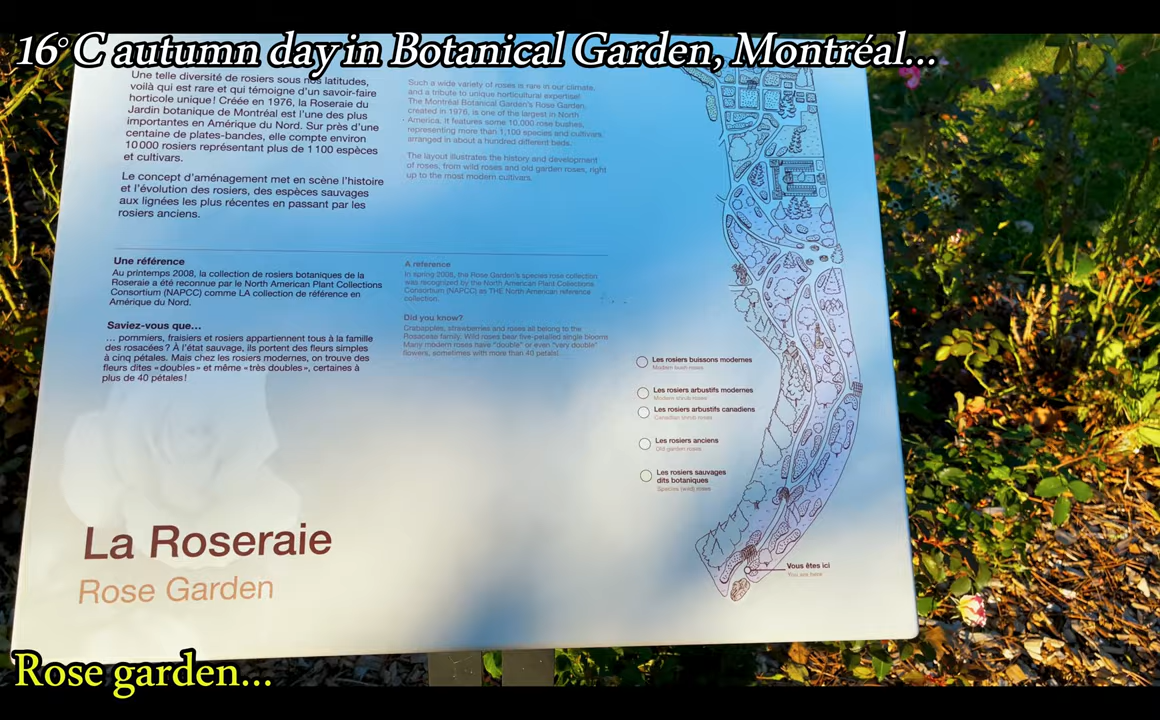 16°C autumn day in Botanical Garden, Montréal...
Une telle diversité de rosiers sous nos latitudes,
voilà qui est rare et qui témoigne d'un savoir-faire
horticole unique ! Créée en 1976, la Roseraie du
Jardin botanique de Montréal est l'une des plus
importantes en Amérique du Nord. Sur près d'une
centaine de plates-bandes, elle compte environ
10 000 rosiers représentant plus de 1 100 espèces
et cultivars.
Le concept d'aménagement met en scène l'histoire
et l'évolution des rosiers, des espèces sauvages
aux lignées les plus récentes en passant par les
rosiers anciens.
Such a wide variety of roses is rare in our climate,
and a tribute to unique horticultural expertise!
The Montréal Botanical Garden's Rose Garden,
created in 1976, is one of the largest in North
America. It features some 10,000 rose bushes,
representing more than 1,100 species and cultivars,
arranged in about a hundred different beds.
The layout illustrates the history and development
of roses, from wild roses and old garden roses, right
up to the most modern cultivars.
Une référence
Au printemps 2008, la collection de rosiers botaniques de la
Roseraie a été reconnue par le North American Plant Collections
Consortium (NAPCC) comme LA collection de référence en
Amérique du Nord.
A reference
In spring 2008, the Rose Garden's species rose collection
was recognized by the North American Plant Collections
Consortium (NAPCC) as THE North American reference
collection.
Saviez-vous que...
... pommiers, fraisiers et rosiers appartiennent tous à la famille
des rosacées ? À l'état sauvage, ils portent des fleurs simples
à cinq pétales. Mais chez les rosiers modernes, on trouve des
fleurs dites « doubles » et même « très doubles », certaines à
plus de 40 pétales !
Did you know?
Crabapples, strawberries and roses all belong to the
Rosaceae family. Wild roses bear five-petalled single blooms.
Many modern roses have "double" or even "very double"
flowers, sometimes with more than 40 petals!
Les rosiers buissons modernes
Modern bush roses
Les rosiers arbustifs modernes
Modern shrub roses
Les rosiers arbustifs canadiens
Canadian shrub roses
Les rosiers anciens
Old garden roses
Les rosiers sauvages
dits botaniques
Species (wild) roses
Vous êtes ici
You are here
La Roseraie
Rose Garden
Rose garden...